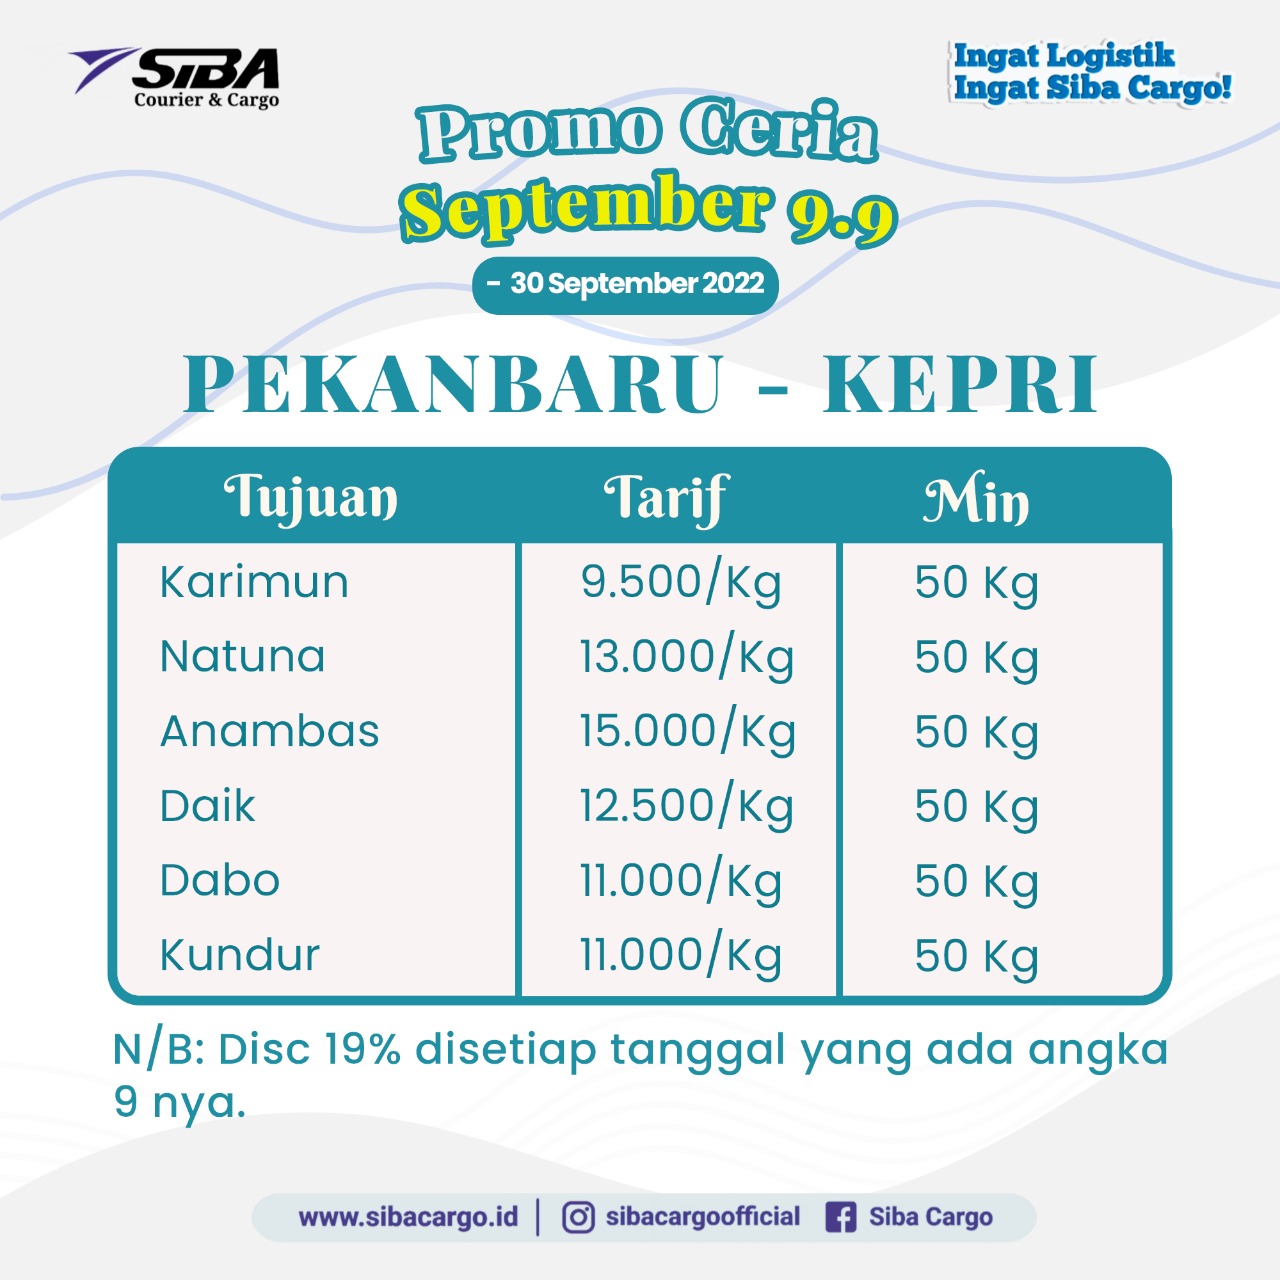 SiBA
Courier & Cargo
Ingat Logistik
Ingat Siba Cargo!
Promo Ceria
September 9.9
- 30 September 2022
PEKANBARU - KEPRI
Tujuan Tarif Min
Karimun 9.500/Kg 50 Kg
Natuna 13.000/Kg 50 Kg
Anambas 15.000/Kg 50 Kg
Daik 12.500/Kg 50 Kg
Dabo 11.000/Kg 50 Kg
Kundur 11.000/Kg 50 Kg
N/B: Disc 19% disetiap tanggal yang ada angka
9 nya.
www.sibacargo.id | sibacargoofficial Siba Cargo